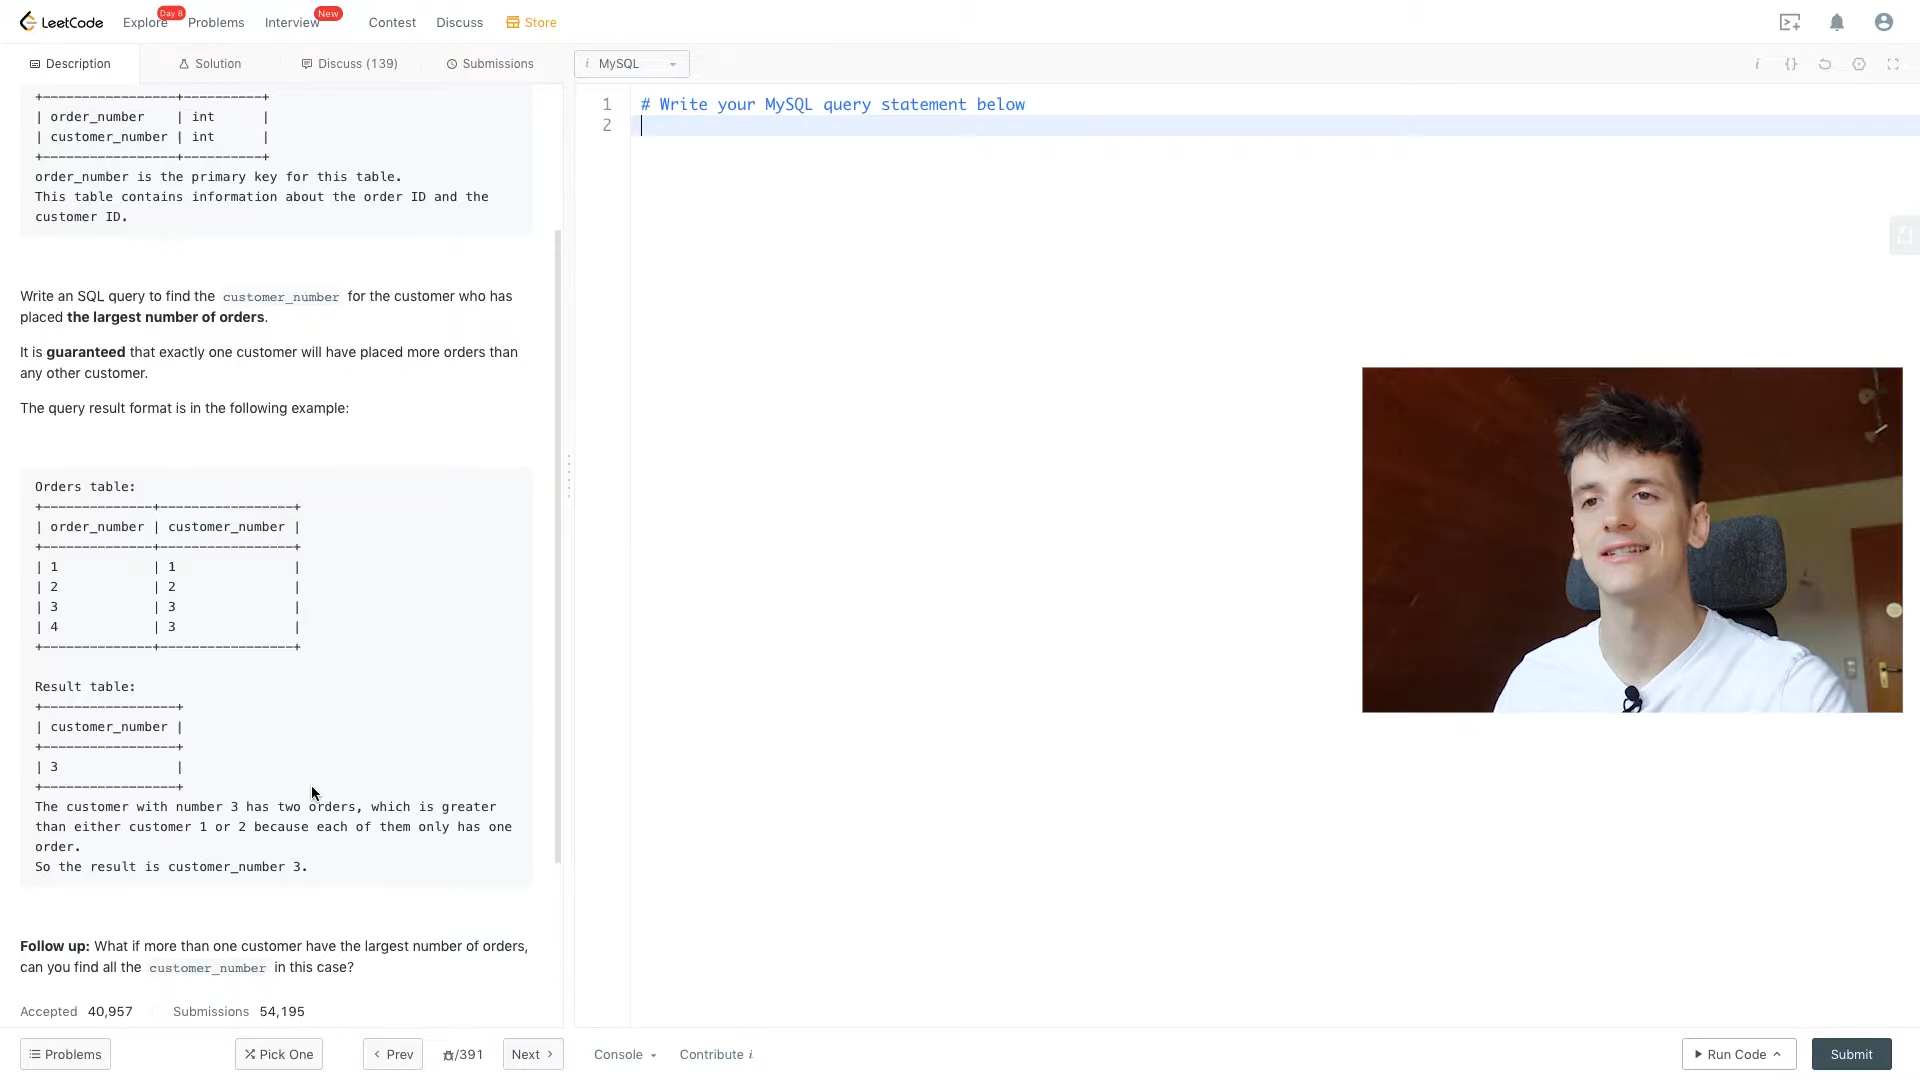 LeetCode Explore Day 8 Problems Interview New Contest Discuss Store
Description Solution Discuss (139) Submissions i MySQL i {}
+-----------------+----------+
| order_number    | int      |
| customer_number | int      |
+-----------------+----------+
order_number is the primary key for this table.
This table contains information about the order ID and the
customer ID.
Write an SQL query to find the customer_number for the customer who has
placed the largest number of orders.
It is guaranteed that exactly one customer will have placed more orders than
any other customer.
The query result format is in the following example:
Orders table:
+--------------+-----------------+
| order_number | customer_number |
+--------------+-----------------+
| 1            | 1               |
| 2            | 2               |
| 3            | 3               |
| 4            | 3               |
+--------------+-----------------+
Result table:
+-----------------+
| customer_number |
+-----------------+
| 3               |
+-----------------+
The customer with number 3 has two orders, which is greater
than either customer 1 or 2 because each of them only has one
order.
So the result is customer_number 3.
Follow up: What if more than one customer have the largest number of orders,
can you find all the customer_number in this case?
Accepted 40,957 Submissions 54,195
1 # Write your MySQL query statement below
2
Problems Pick One < Prev /391 Next > Console Contribute i Run Code Submit